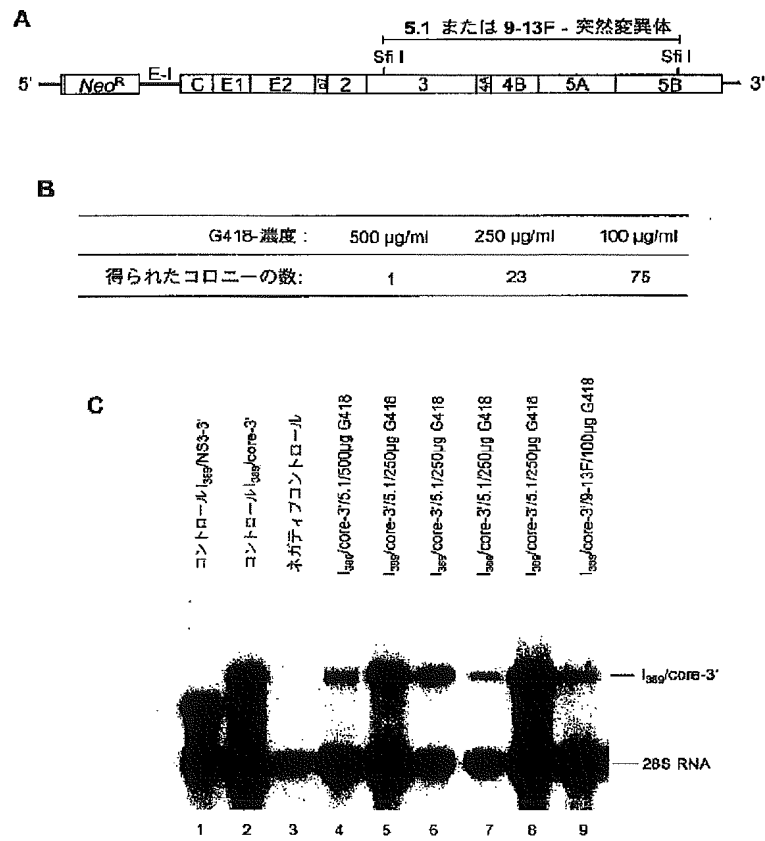 A
5.1 または 9-13F - 突然変異体
Sfi I Sfi I
5' Neoᴿ E-I C E1 E2 p7 2 3 4A 4B 5A 5B 3'
B
G418-濃度 : 500 µg/ml 250 µg/ml 100 µg/ml
得られたコロニーの数: 1 23 75
C
コントロール I₃₈₉/NS3-3'
コントロール I₃₈₉/core-3'
ネガティブコントロール
I₃₈₉/core-3'/5.1/500µg G418
I₃₈₉/core-3'/5.1/250µg G418
I₃₈₉/core-3'/5.1/250µg G418
I₃₈₉/core-3'/5.1/250µg G418
I₃₈₉/core-3'/5.1/250µg G418
I₃₈₉/core-3'/9-13F/100µg G418
I₃₈₉/core-3'
28S RNA
1 2 3 4 5 6 7 8 9